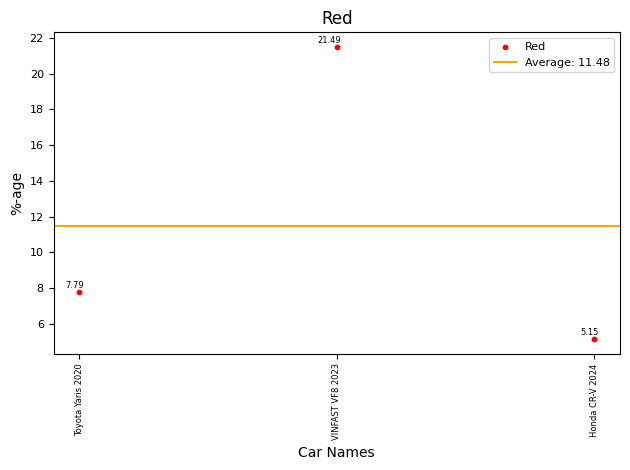 Red
22
20
18
16
14
12
10
8
6
%-age
21.49
7.79
5.15
Red
Average: 11.48
Toyota Yaris 2020
VINFAST VF8 2023
Honda CR-V 2024
Car Names